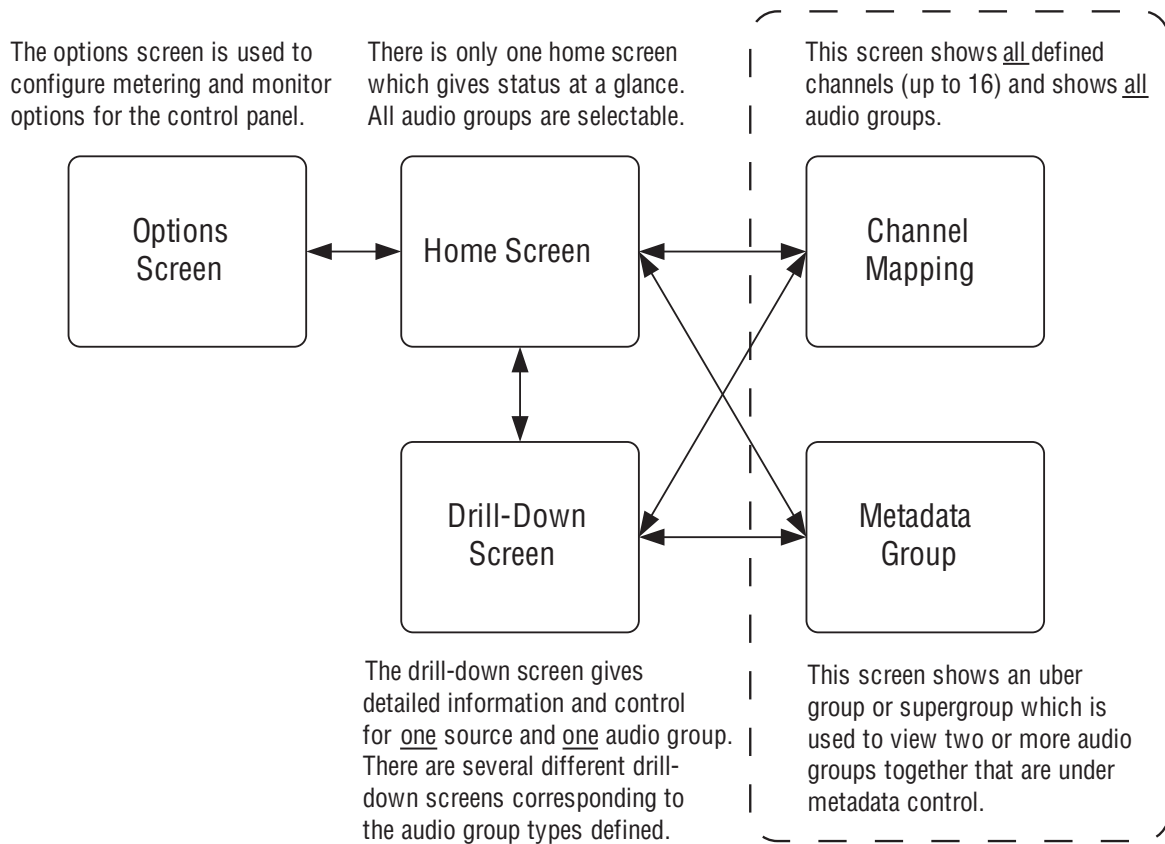 The options screen is used to
configure metering and monitor
options for the control panel.
There is only one home screen
which gives status at a glance.
All audio groups are selectable.
This screen shows all defined
channels (up to 16) and shows all
audio groups.
Options
Screen
Home Screen
Channel
Mapping
Drill-Down
Screen
Metadata
Group
The drill-down screen gives
detailed information and control
for one source and one audio group.
There are several different drill-
down screens corresponding to
the audio group types defined.
This screen shows an uber
group or supergroup which is
used to view two or more audio
groups together that are under
metadata control.